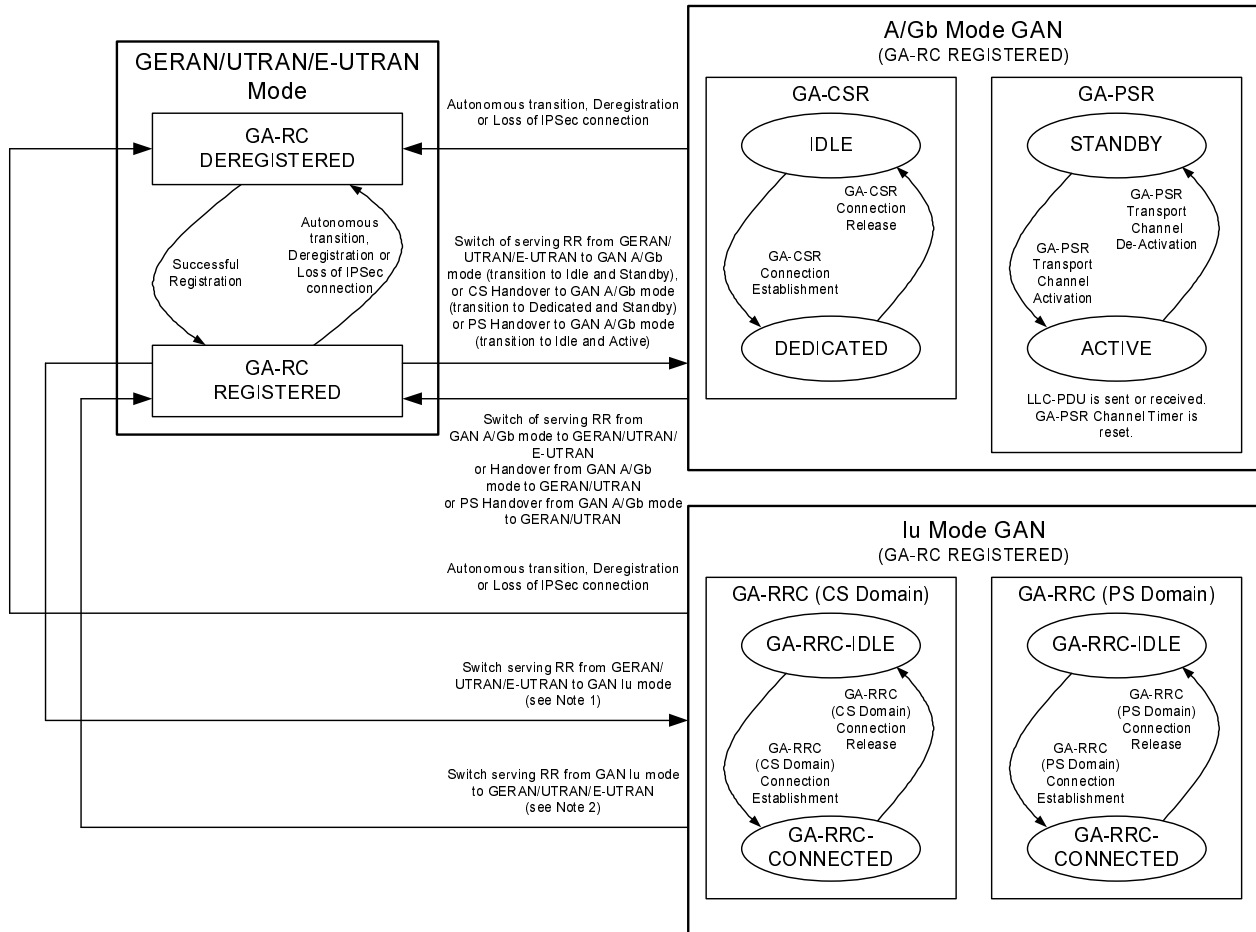 GERAN/UTRAN/E-UTRAN
Mode
GA-RC
DEREGISTERED
Successful
Registration
Autonomous
transition,
Deregistration or
Loss of IPSec
connection
GA-RC
REGISTERED
Autonomous transition, Deregistration
or Loss of IPSec connection
Switch of serving RR from GERAN/
UTRAN/E-UTRAN to GAN A/Gb
mode (transition to Idle and Standby),
or CS Handover to GAN A/Gb mode
(transition to Dedicated and Standby)
or PS Handover to GAN A/Gb mode
(transition to Idle and Active)
Switch of serving RR from
GAN A/Gb mode to GERAN/UTRAN/
E-UTRAN
or Handover from GAN A/Gb
mode to GERAN/UTRAN
or PS Handover from GAN A/Gb mode
to GERAN/UTRAN
Autonomous transition, Deregistration
or Loss of IPSec connection
Switch serving RR from GERAN/
UTRAN/E-UTRAN to GAN Iu mode
(see Note 1)
Switch serving RR from GAN Iu mode
to GERAN/UTRAN/E-UTRAN
(see Note 2)
A/Gb Mode GAN
(GA-RC REGISTERED)
GA-CSR
IDLE
GA-CSR
Connection
Release
GA-CSR
Connection
Establishment
DEDICATED
GA-PSR
STANDBY
GA-PSR
Transport
Channel
De-Activation
GA-PSR
Transport
Channel
Activation
ACTIVE
LLC-PDU is sent or received.
GA-PSR Channel Timer is
reset.
Iu Mode GAN
(GA-RC REGISTERED)
GA-RRC (CS Domain)
GA-RRC-IDLE
GA-RRC
(CS Domain)
Connection
Release
GA-RRC
(CS Domain)
Connection
Establishment
GA-RRC-
CONNECTED
GA-RRC (PS Domain)
GA-RRC-IDLE
GA-RRC
(PS Domain)
Connection
Release
GA-RRC
(PS Domain)
Connection
Establishment
GA-RRC-
CONNECTED